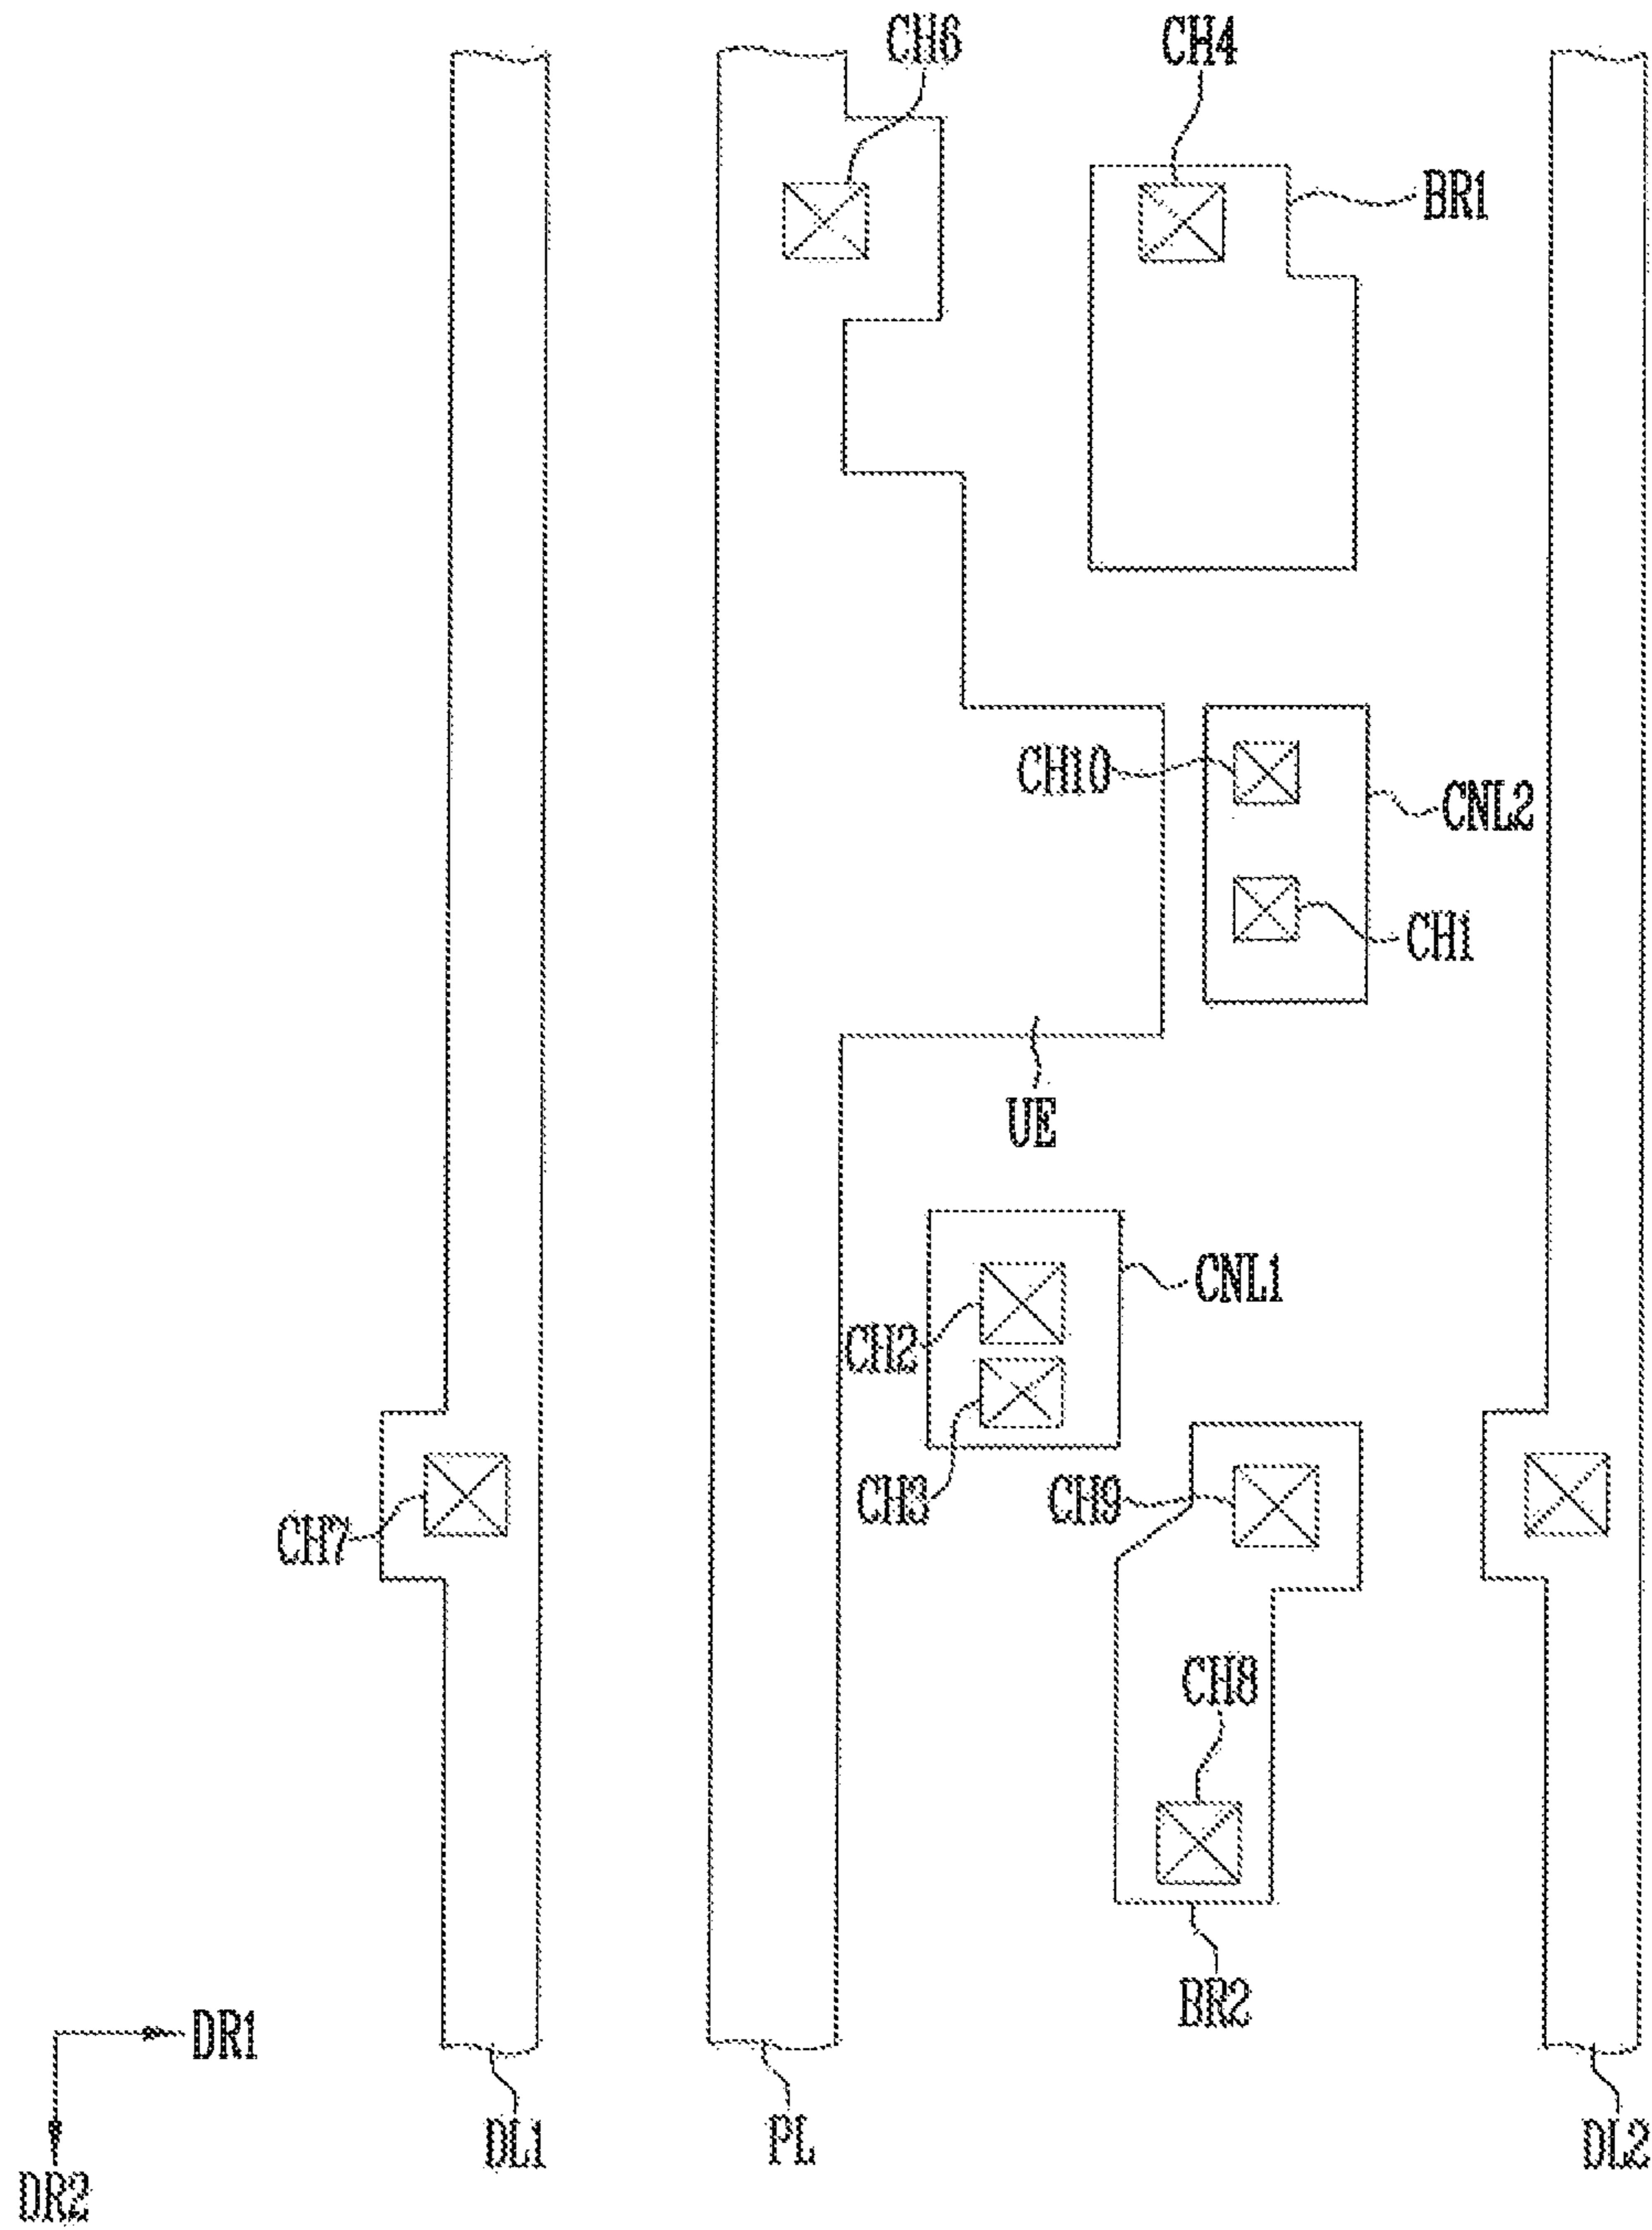 CH6
CH4
BR1
CH10
CNL2
CH1
UE
CNL1
CH2
CH3
CH9
CH7
CH8
BR2
DR1
DL1
PL
DL2
DR2